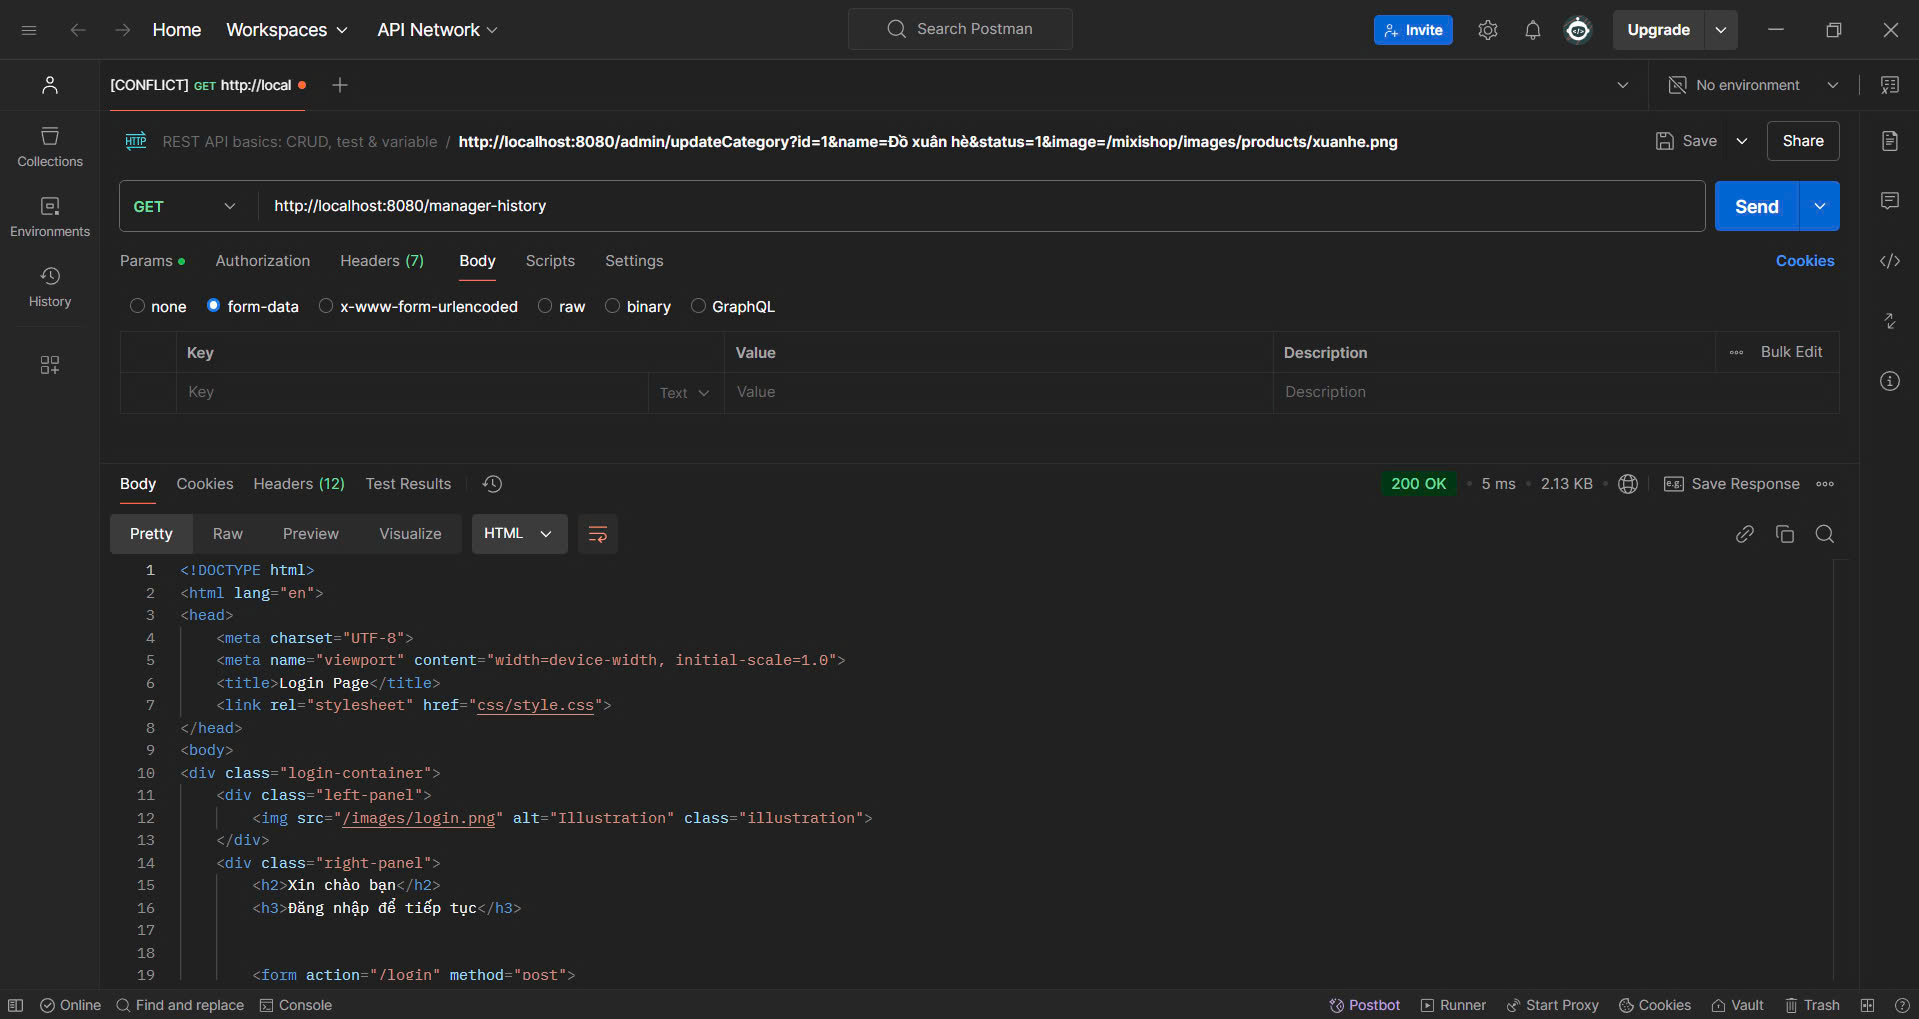 Home Workspaces API Network Search Postman Invite Upgrade
[CONFLICT] GET http://local No environment
HTTP REST API basics: CRUD, test & variable / http://localhost:8080/admin/updateCategory?id=1&name=Đồ xuân hè&status=1&image=/mixishop/images/products/xuanhe.png Save Share
Collections
Environments
History
GET http://localhost:8080/manager-history Send
Params Authorization Headers (7) Body Scripts Settings Cookies
none form-data x-www-form-urlencoded raw binary GraphQL
Key Value Description Bulk Edit
Key Text Value Description
Body Cookies Headers (12) Test Results 200 OK 5 ms 2.13 KB e.g. Save Response
Pretty Raw Preview Visualize HTML
1 <!DOCTYPE html>
2 <html lang="en">
3 <head>
4 <meta charset="UTF-8">
5 <meta name="viewport" content="width=device-width, initial-scale=1.0">
6 <title>Login Page</title>
7 <link rel="stylesheet" href="css/style.css">
8 </head>
9 <body>
10 <div class="login-container">
11 <div class="left-panel">
12 <img src="/images/login.png" alt="Illustration" class="illustration">
13 </div>
14 <div class="right-panel">
15 <h2>Xin chào bạn</h2>
16 <h3>Đăng nhập để tiếp tục</h3>
17
18
19 <form action="/login" method="post">
Online Find and replace Console Postbot Runner Start Proxy Cookies Vault Trash